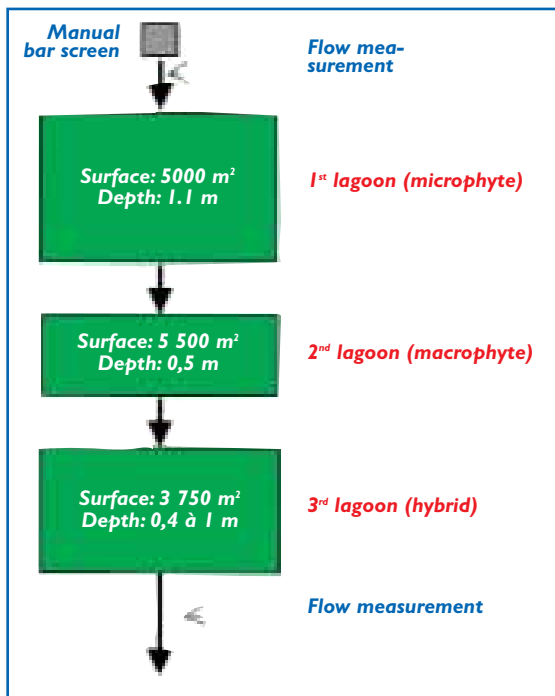 Manual
bar screen
Flow mea-
surement
Surface: 5000 m²
Depth: 1.1 m
1st lagoon (microphyte)
Surface: 5 500 m²
Depth: 0,5 m
2nd lagoon (macrophyte)
Surface: 3 750 m²
Depth: 0,4 à 1 m
3rd lagoon (hybrid)
Flow measurement